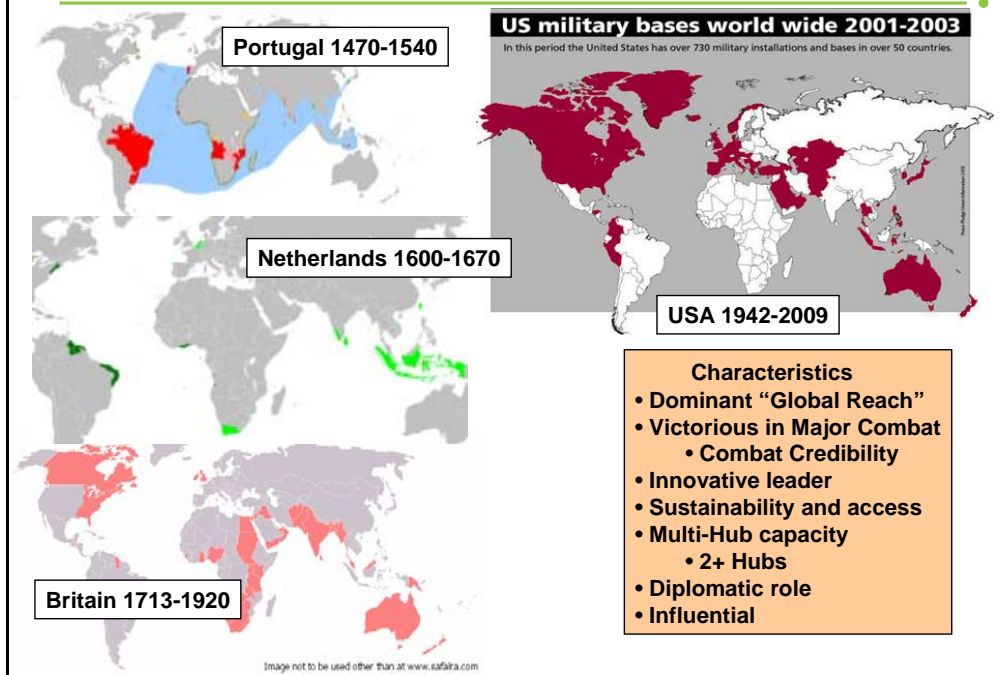 Portugal 1470-1540
US military bases world wide 2001-2003
In this period the United States has over 730 military installations and bases in over 50 countries.
Netherlands 1600-1670
USA 1942-2009
Characteristics
• Dominant “Global Reach”
• Victorious in Major Combat
• Combat Credibility
• Innovative leader
• Sustainability and access
• Multi-Hub capacity
• 2+ Hubs
• Diplomatic role
• Influential
Britain 1713-1920
Image not to be used other than at www.safaira.com